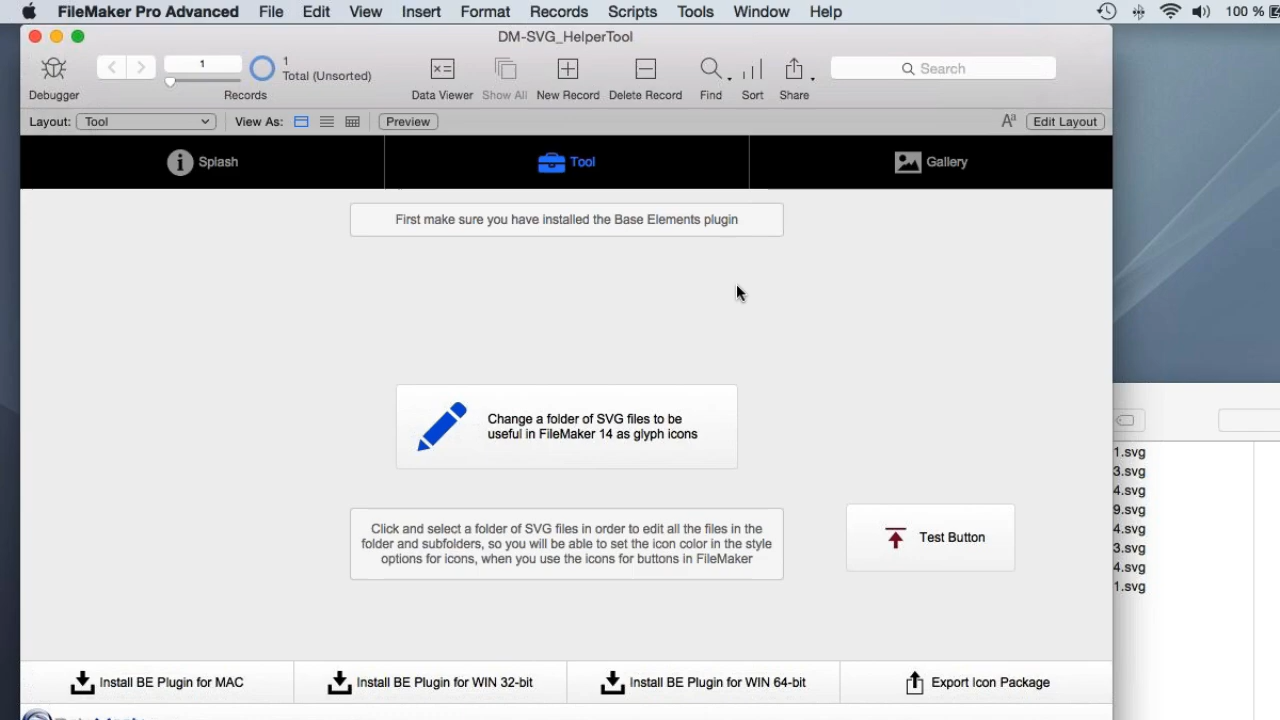 FileMaker Pro Advanced File Edit View Insert Format Records Scripts Tools Window Help 100 %
DM-SVG_HelperTool
1
1
Total (Unsorted)
Search
Debugger Records Data Viewer Show All New Record Delete Record Find Sort Share
Layout: Tool View As: Preview Aa Edit Layout
Splash Tool Gallery
First make sure you have installed the Base Elements plugin
Change a folder of SVG files to be
useful in FileMaker 14 as glyph icons
Click and select a folder of SVG files in order to edit all the files in the
folder and subfolders, so you will be able to set the icon color in the style
options for icons, when you use the icons for buttons in FileMaker
Test Button
1.svg
3.svg
4.svg
9.svg
4.svg
3.svg
4.svg
1.svg
Install BE Plugin for MAC Install BE Plugin for WIN 32-bit Install BE Plugin for WIN 64-bit Export Icon Package